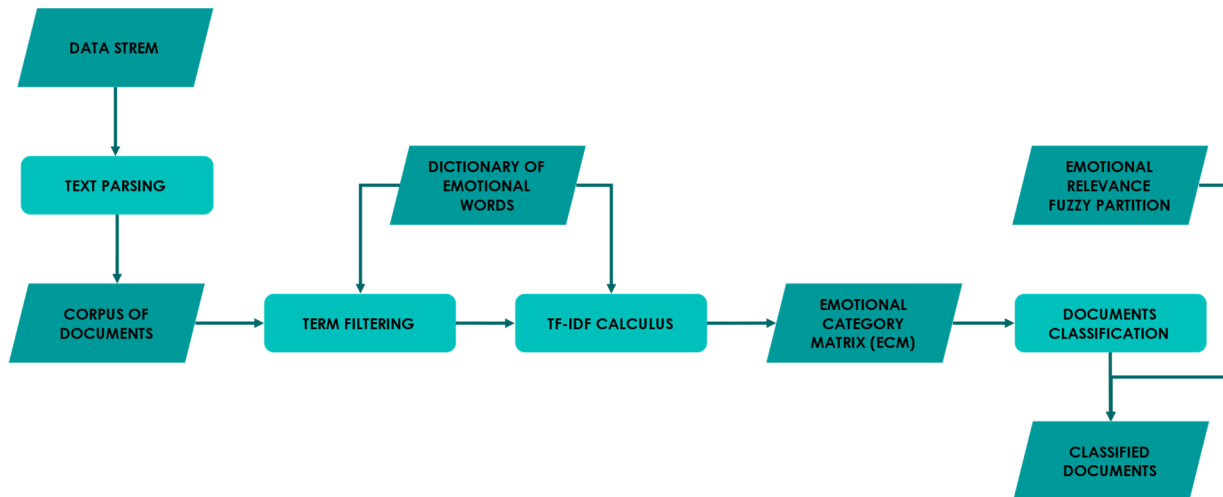 DATA STREM
TEXT PARSING
DICTIONARY OF
EMOTIONAL
WORDS
EMOTIONAL
RELEVANCE
FUZZY PARTITION
CORPUS OF
DOCUMENTS
TERM FILTERING
TF-IDF CALCULUS
EMOTIONAL
CATEGORY
MATRIX (ECM)
DOCUMENTS
CLASSIFICATION
CLASSIFIED
DOCUMENTS